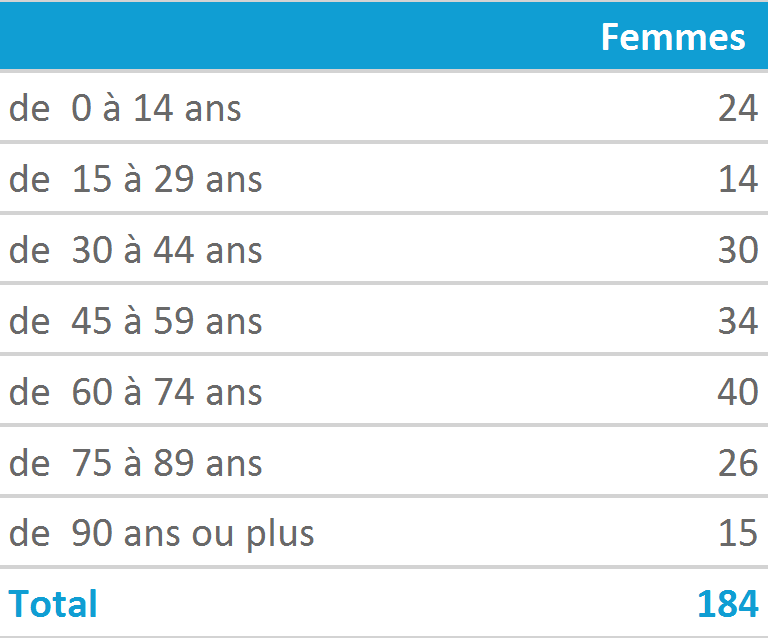 Femmes
de 0 à 14 ans 24
de 15 à 29 ans 14
de 30 à 44 ans 30
de 45 à 59 ans 34
de 60 à 74 ans 40
de 75 à 89 ans 26
de 90 ans ou plus 15
Total 184